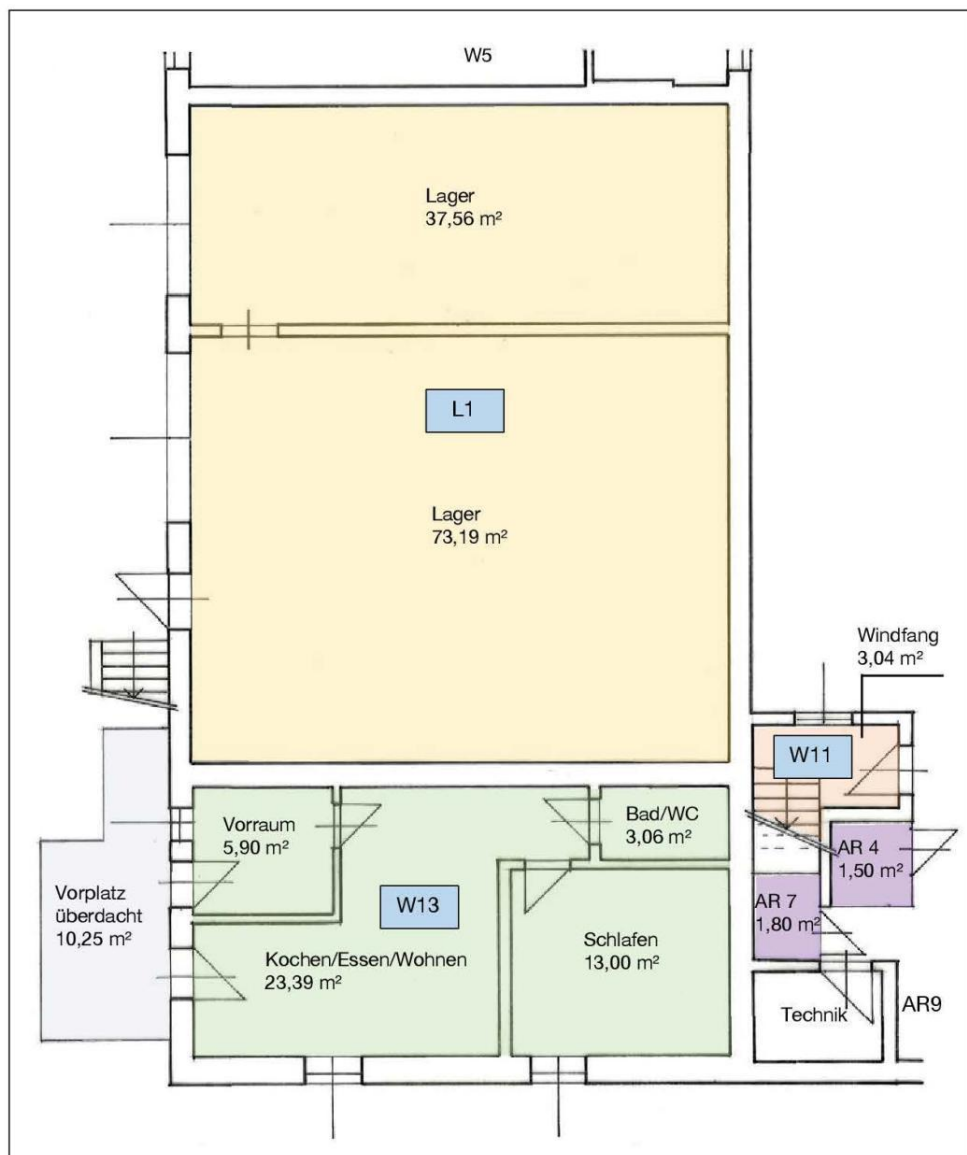 W5
Lager
37,56 m²
L1
Lager
73,19 m²
Windfang
3,04 m²
W11
Vorraum
5,90 m²
Bad/WC
3,06 m²
AR 4
1,50 m²
Vorplatz
überdacht
10,25 m²
W13
AR 7
1,80 m²
Kochen/Essen/Wohnen
23,39 m²
Schlafen
13,00 m²
Technik
AR9